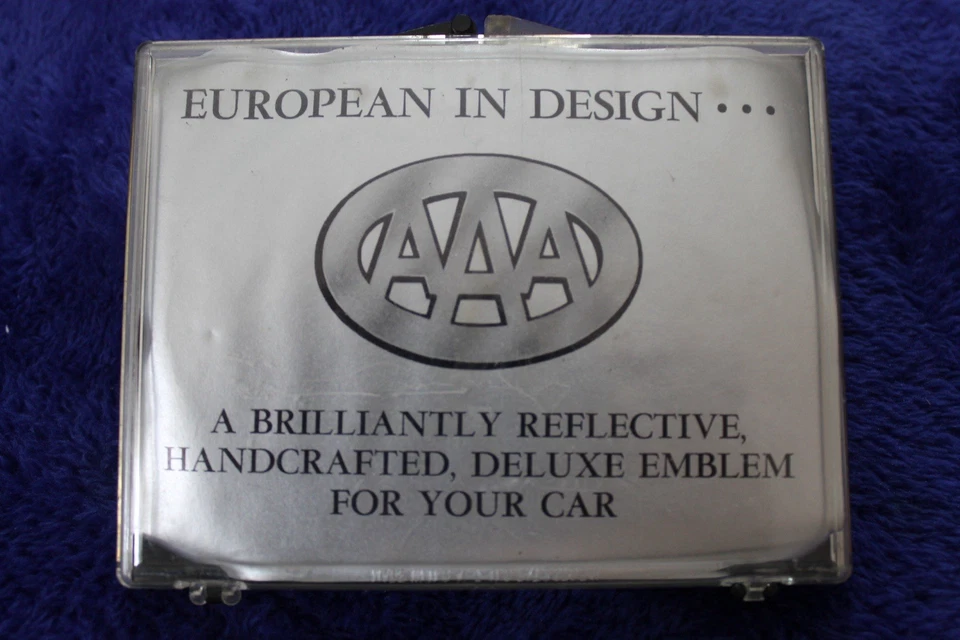 EUROPEAN IN DESIGN • • •
AAA
A BRILLIANTLY REFLECTIVE,
HANDCRAFTED, DELUXE EMBLEM
FOR YOUR CAR